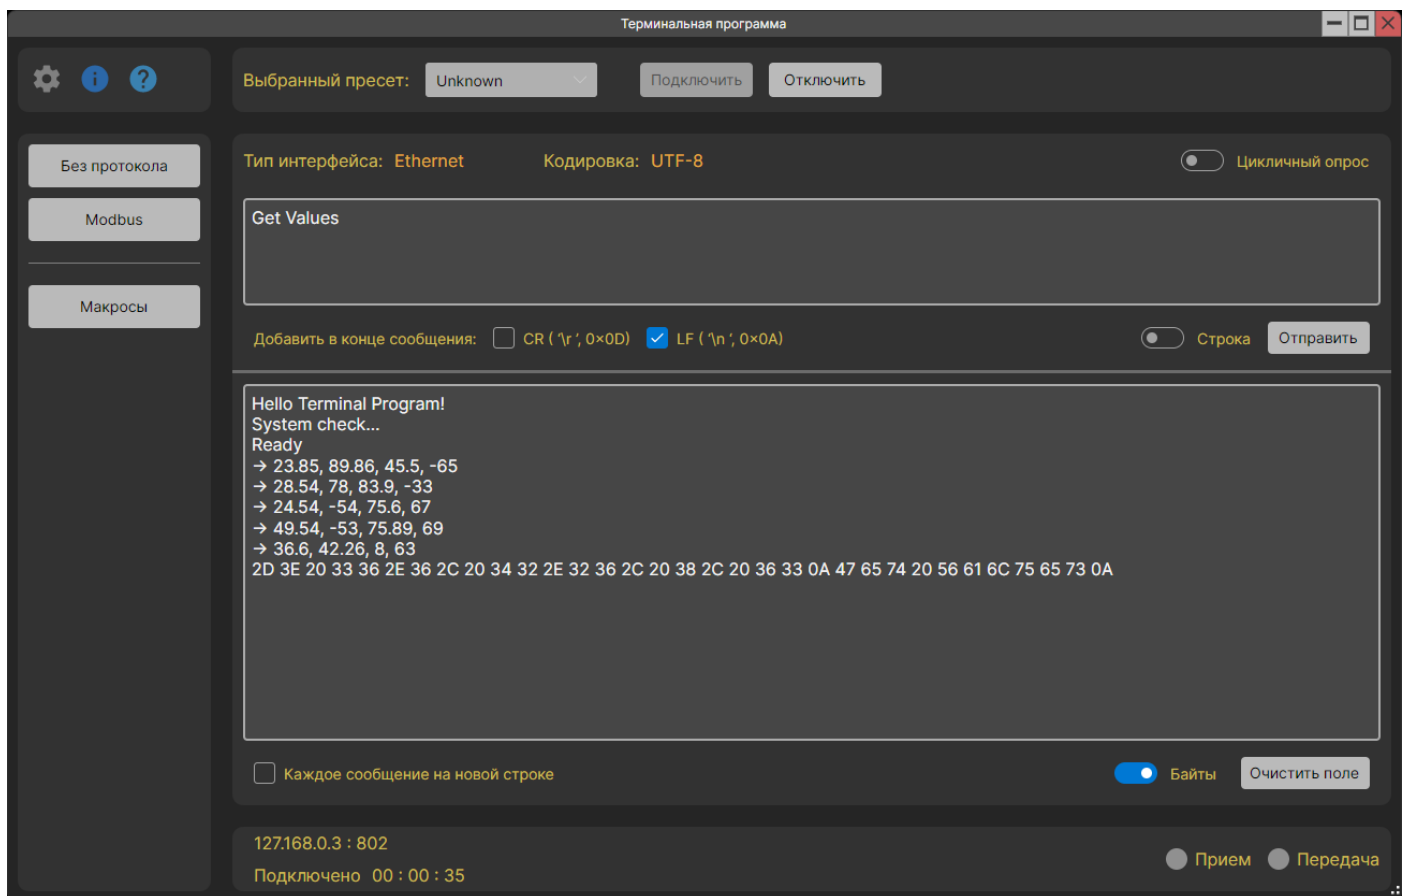 Терминальная программа
Выбранный пресет: Unknown Подключить Отключить
Без протокола
Modbus
Макросы
Тип интерфейса: Ethernet Кодировка: UTF-8 Цикличный опрос
Get Values
Добавить в конце сообщения: CR ( '\r ', 0×0D) LF ( '\n ', 0×0A) Строка Отправить
Hello Terminal Program!
System check...
Ready
→ 23.85, 89.86, 45.5, -65
→ 28.54, 78, 83.9, -33
→ 24.54, -54, 75.6, 67
→ 49.54, -53, 75.89, 69
→ 36.6, 42.26, 8, 63
2D 3E 20 33 36 2E 36 2C 20 34 32 2E 32 36 2C 20 38 2C 20 36 33 0A 47 65 74 20 56 61 6C 75 65 73 0A
Каждое сообщение на новой строке Байты Очистить поле
127.168.0.3 : 802
Подключено 00 : 00 : 35
Прием Передача